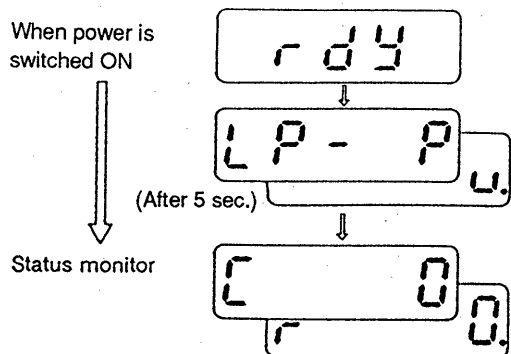 When power is
switched ON
rdY
LP- P
u.
(After 5 sec.)
Status monitor
C 0
r 0.